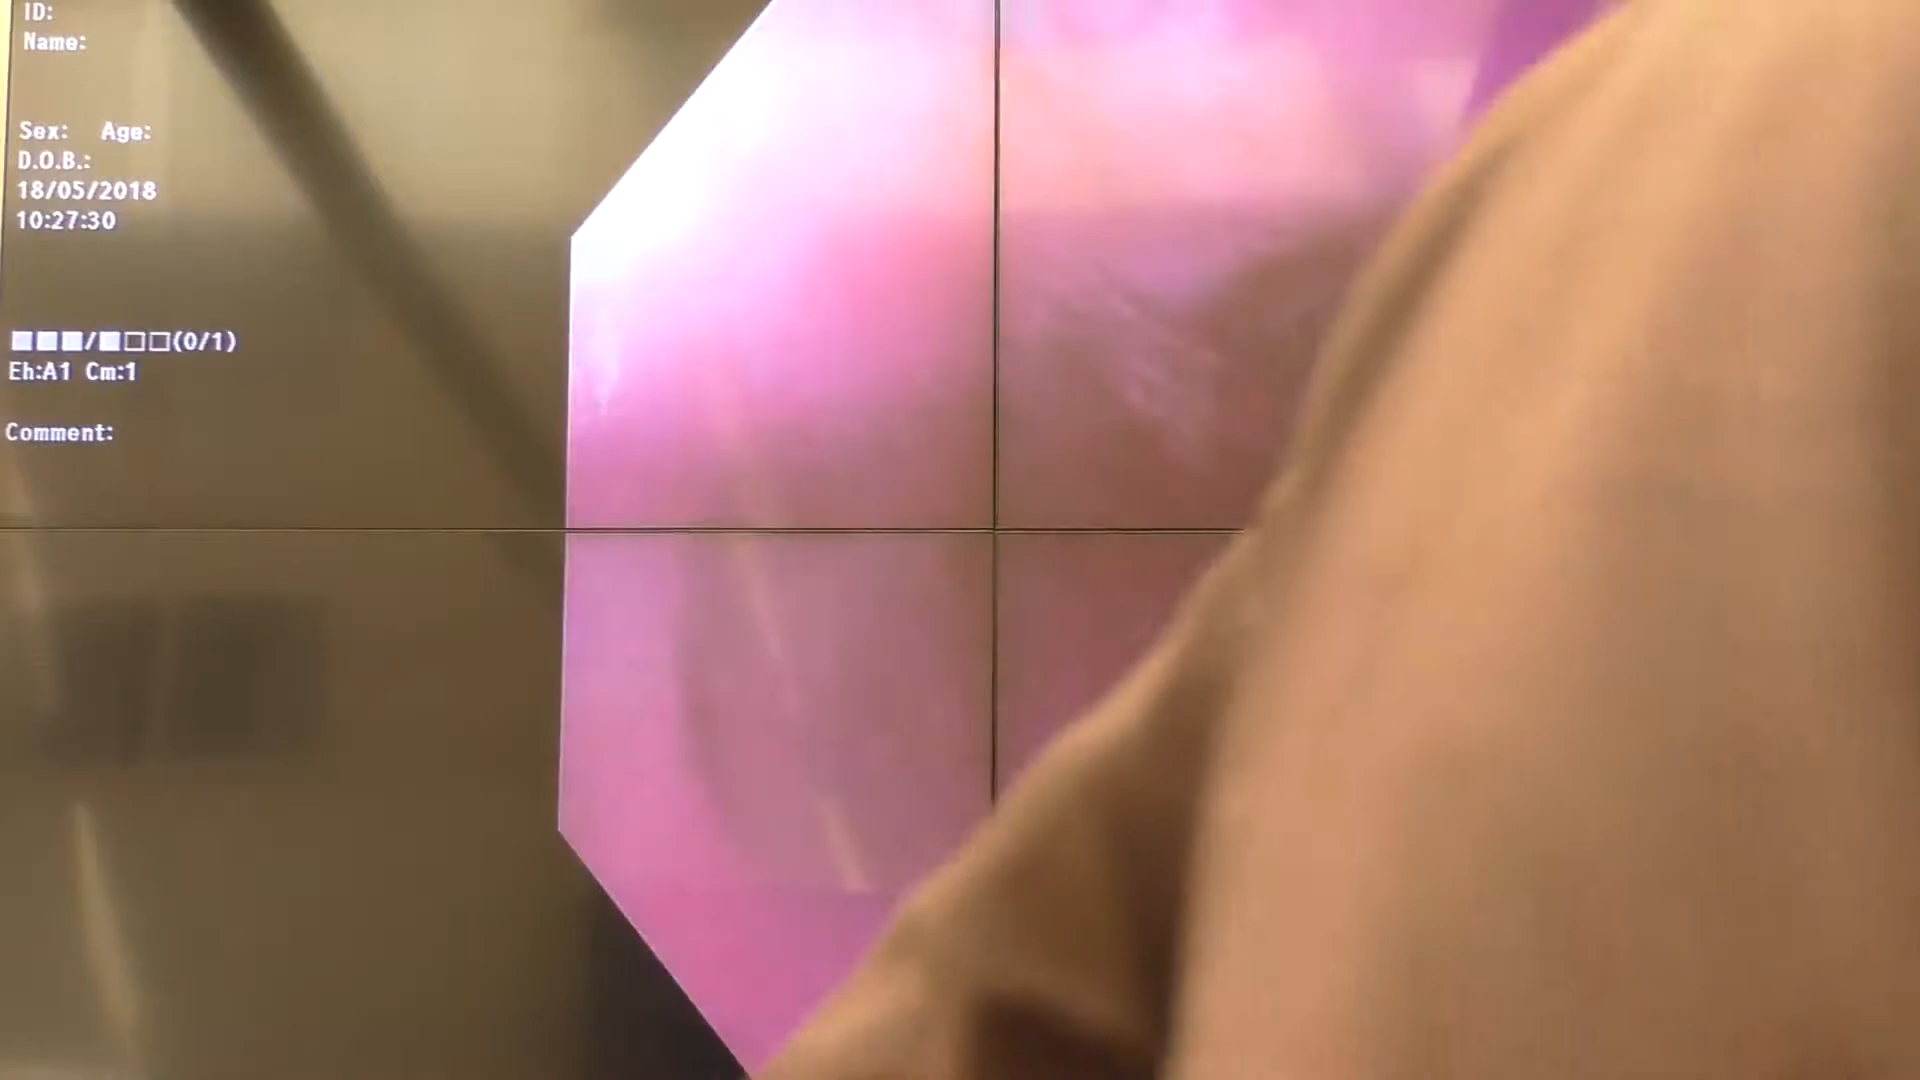 ID:
Name:
Sex: Age:
D.O.B.:
18/05/2018
10:27:30
■■■/■□□(0/1)
Eh:A1 Cm:1
Comment: